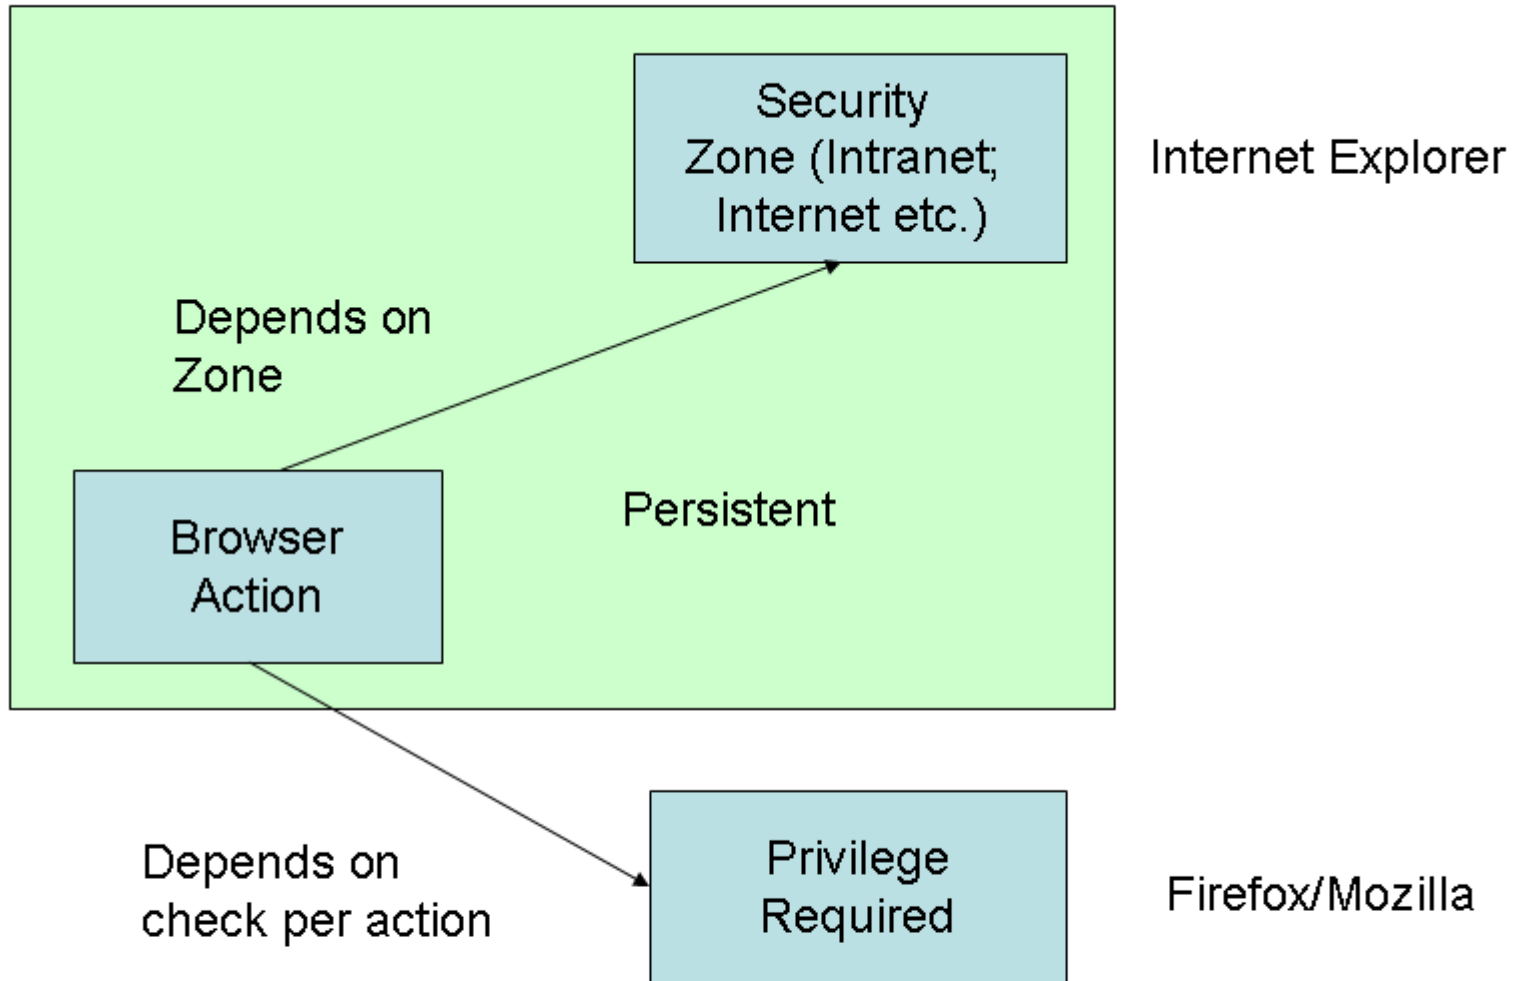 Security
Zone (Intranet;
Internet etc.)
Internet Explorer
Depends on
Zone
Persistent
Browser
Action
Depends on
check per action
Privilege
Required
Firefox/Mozilla